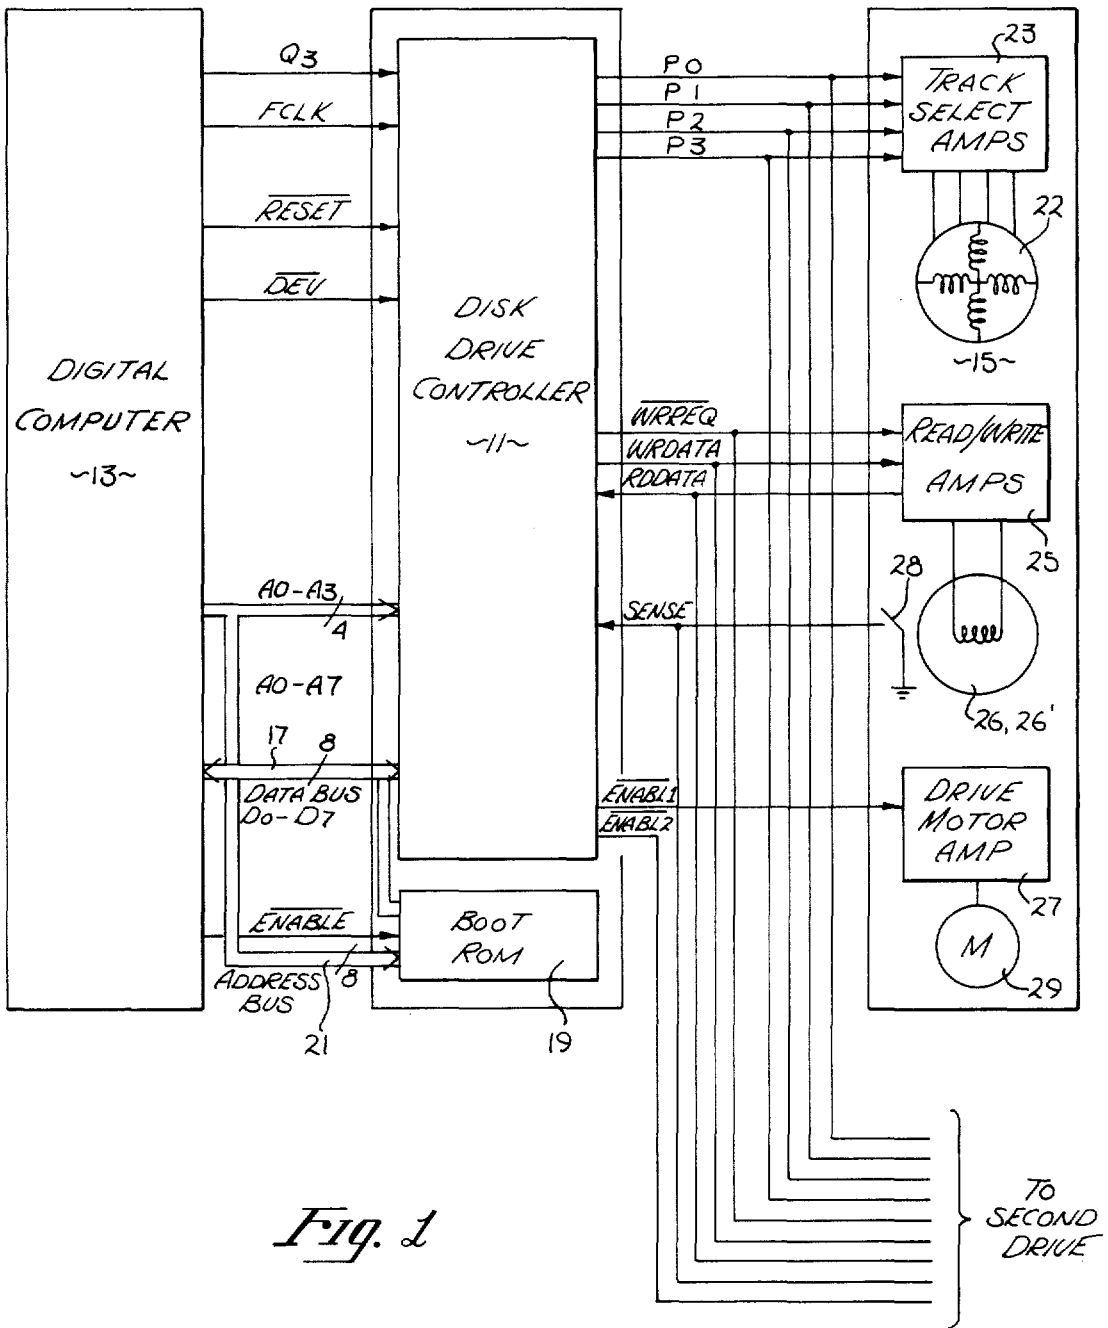 Q3
FCLK
RESET
DEV
DIGITAL
COMPUTER
~13~
A0-A3
4
A0-A7
17
8
DATA BUS
D0-D7
ENABLE
8
ADDRESS
BUS
21
DISK
DRIVE
CONTROLLER
~11~
BOOT
ROM
19
P0
P1
P2
P3
WRREQ
WRDATA
RDDATA
SENSE
ENABL1
ENABL2
23
TRACK
SELECT
AMPS
22
~15~
READ/WRITE
AMPS
25
28
26, 26'
DRIVE
MOTOR
AMP
27
M
29
TO
SECOND
DRIVE
Fig. 1